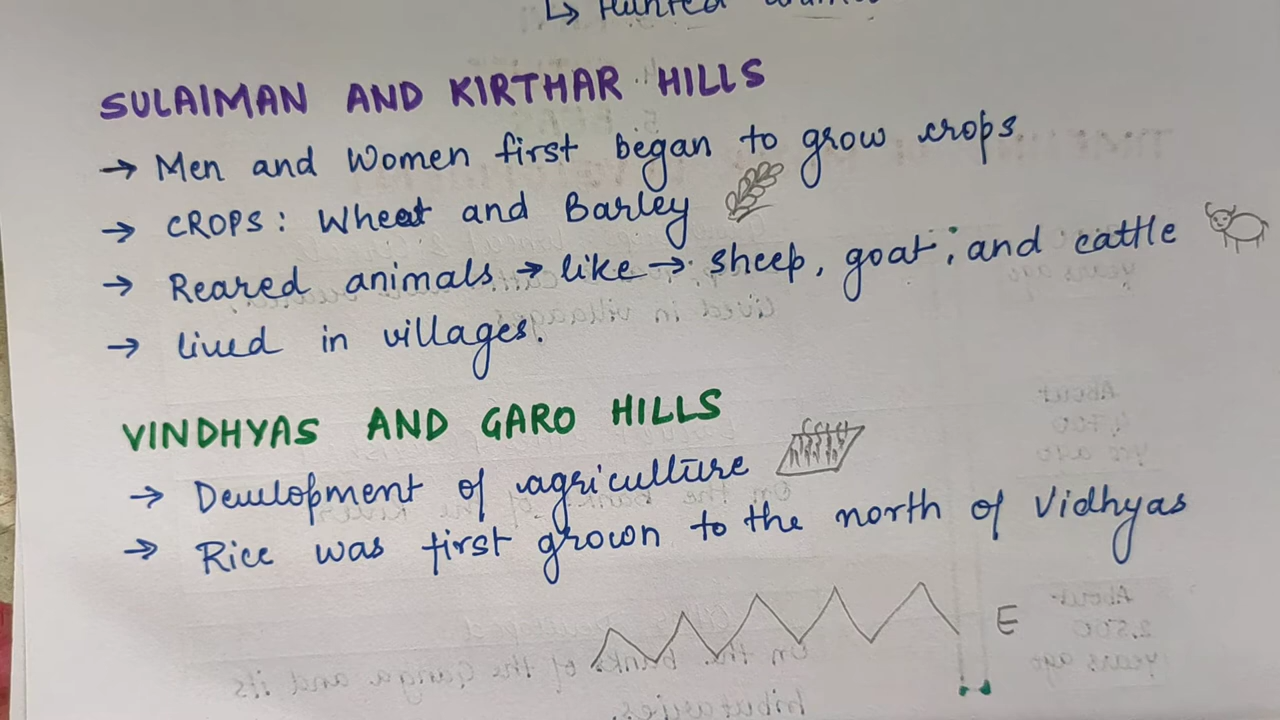 ↳ Hunted
SULAIMAN AND KIRTHAR HILLS
→ Men and Women first began to grow crops
→ CROPS: Wheat and Barley
→ Reared animals → like → sheep, goat, and cattle
→ lived in villages.
VINDHYAS AND GARO HILLS
→ Development of agriculture
→ Rice was first grown to the north of Vidhyas
E